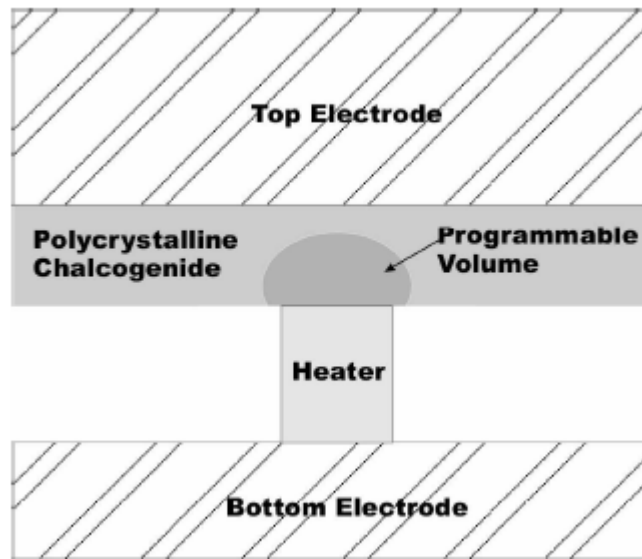 Top Electrode
Polycrystalline
Chalcogenide
Programmable
Volume
Heater
Bottom Electrode